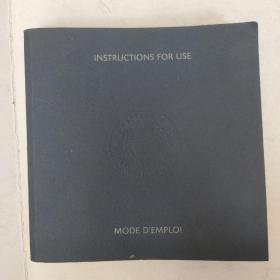 INSTRUCTIONS FOR USE
MODE D'EMPLOI